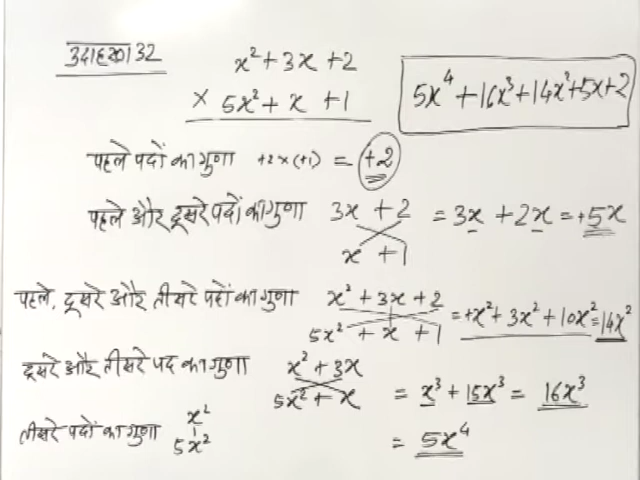 उदाहरण 32
x² + 3x + 2
× 5x² + x + 1
5x⁴ + 16x³ + 14x² + 5x + 2
पहले पदों का गुणा +2 × (+1) = +2
पहले और दूसरे पदों का गुणा 3x + 2 = 3x + 2x = +5x
x + 1
पहले, दूसरे और तीसरे पदों का गुणा x² + 3x + 2 = +x² + 3x² + 10x² = 14x²
5x² + x + 1
दूसरे और तीसरे पद का गुणा x² + 3x
5x² + x = x³ + 15x³ = 16x³
तीसरे पदों का गुणा x²
5x² = 5x⁴